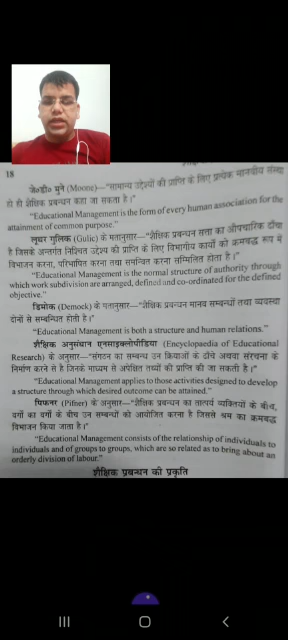 18
जे०डी० मुने (Moone)—"सामान्य उद्देश्यों की प्राप्ति के लिए प्रत्येक मानवीय संस्था
हो ही शैक्षिक प्रबन्धन कहा जा सकता है।"
"Educational Management is the form of every human association for the
attainment of common purpose."
लूथर गुलिक (Gulic) के मतानुसार—"शैक्षिक प्रबन्धन सत्ता का औपचारिक ढाँचा
है जिसके अन्तर्गत निश्चित उद्देश्य की प्राप्ति के लिए विभागीय कार्यों को क्रमबद्ध रूप में
विभाजन करना, परिभाषित करना तथा समन्वित करना सम्मिलित होता है।"
"Educational Management is the normal structure of authority through
which work subdivision are arranged, defined and co-ordinated for the defined
objective."
डिमोक (Demock) के मतानुसार—"शैक्षिक प्रबन्धन मानव सम्बन्धों तथा व्यवस्था
दोनों से सम्बन्धित होती है।"
"Educational Management is both a structure and human relations."
शैक्षिक अनुसंधान एनसाइक्लोपीडिया (Encyclopaedia of Educational
Research) के अनुसार—"संगठन का सम्बन्ध उन क्रियाओं के ढाँचे अथवा संरचना के
निर्माण करने से है जिनके माध्यम से अपेक्षित तथ्यों की प्राप्ति की जा सकती है।"
"Educational Management applies to those activities designed to develop
a structure through which desired outcome can be attained."
पिफनर (Pifner) के अनुसार—"शैक्षिक प्रबन्धन का तात्पर्य व्यक्तियों के बीच,
वर्गों का वर्गों के बीच उन सम्बन्धों को आयोजित करना है जिससे श्रम का क्रमबद्ध
विभाजन किया जाता है।"
"Educational Management consists of the relationship of individuals to
individuals and of groups to groups, which are so related as to bring about an
orderly division of labour."
शैक्षिक प्रबन्धन की प्रकृति